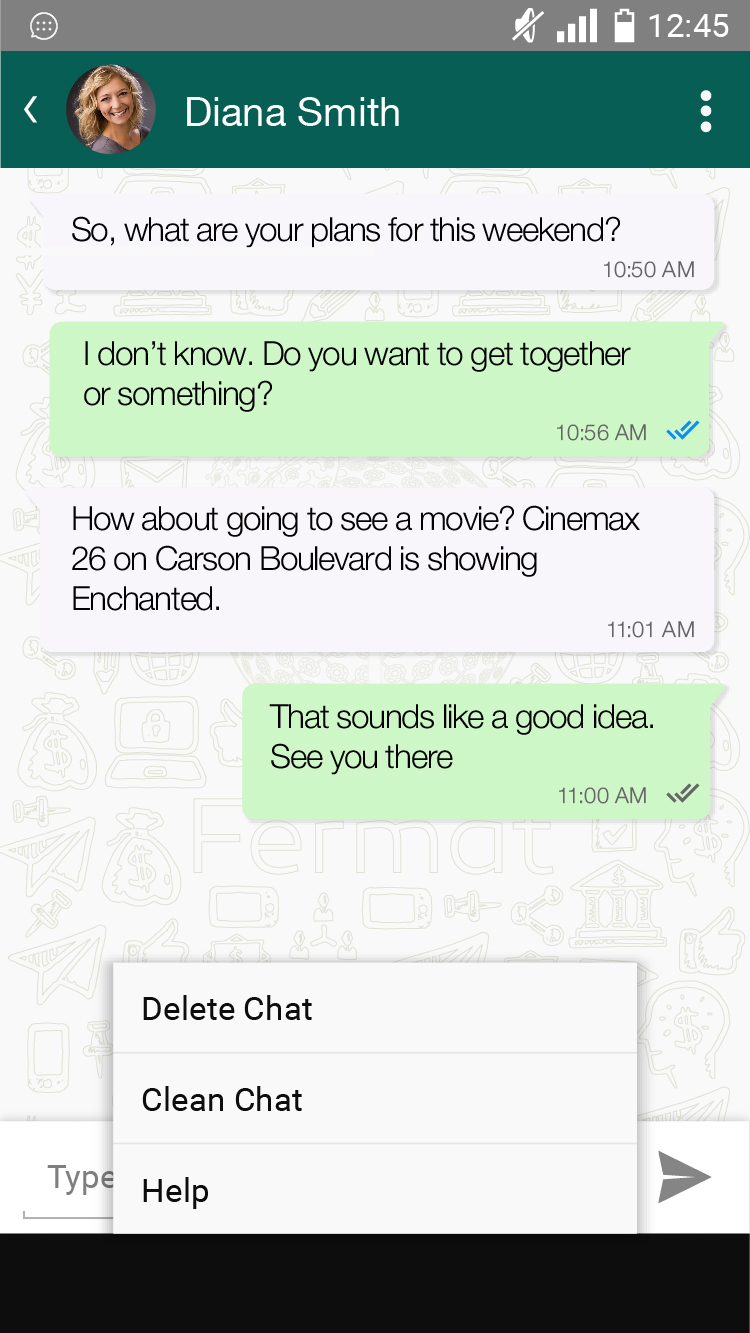 12:45
Diana Smith
So, what are your plans for this weekend?
10:50 AM
I don’t know. Do you want to get together
or something?
10:56 AM
How about going to see a movie? Cinemax
26 on Carson Boulevard is showing
Enchanted.
11:01 AM
That sounds like a good idea.
See you there
11:00 AM
Fermat
Delete Chat
Clean Chat
Type
Help